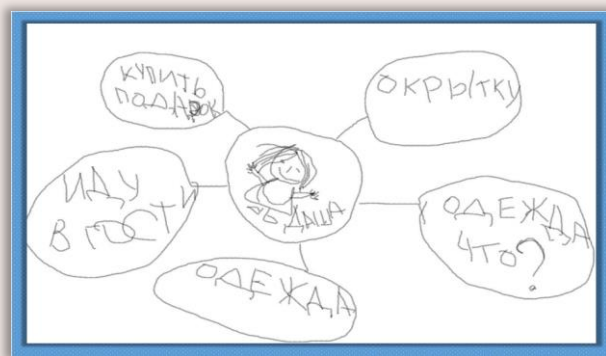 КУПИТЬ
ПОДАРОК
ОКРЫТКУ
ИДУ
В ГОСТИ
ДАША
ОДЕЖДА
ЧТО?
ОДЕЖДА